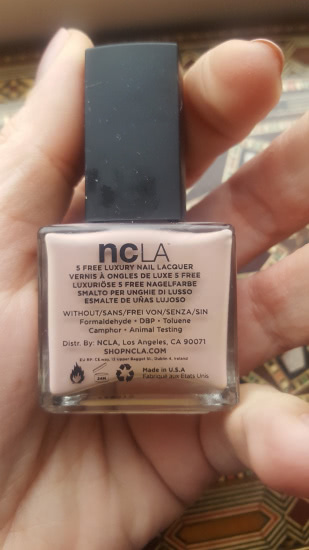 ncLA
5 FREE LUXURY NAIL LACQUER
VERNIS À ONGLES DE LUXE 5 FREE
LUXURIÖSE 5 FREE NAGELFARBE
SMALTO PER UNGHIE DI LUSSO
ESMALTE DE UÑAS LUJOSO
WITHOUT/SANS/FREI VON/SENZA/SIN
Formaldehyde • DBP • Toluene
Camphor • Animal Testing
Distr. By: NCLA, Los Angeles, CA 90071
SHOPNCLA.COM
Made in U.S.A
Fabriqué aux États Unis